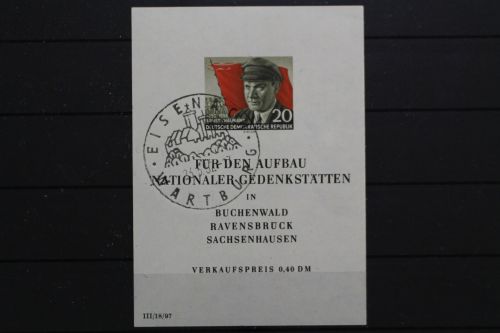 20
ERNST THÄLMANN
DEUTSCHE DEMOKRATISCHE REPUBLIK
EISENACH
WARTBURG
FÜR DEN AUFBAU
NATIONALER GEDENKSTÄTTEN
IN
BUCHENWALD
RAVENSBRÜCK
SACHSENHAUSEN
VERKAUFSPREIS 0,40 DM
III/18/97